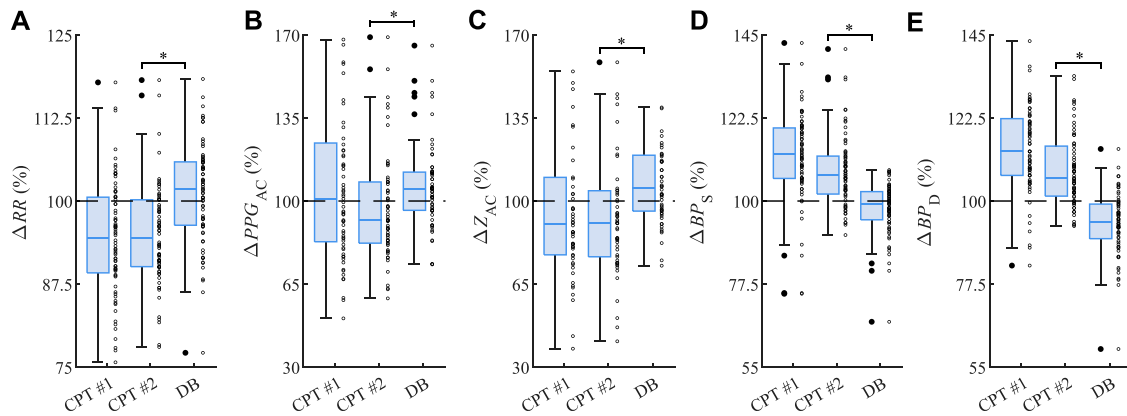 A
ΔRR (%)
125
112.5
100
87.5
75
*
CPT #1
CPT #2
DB
B
ΔPPG_AC (%)
170
135
100
65
30
*
CPT #1
CPT #2
DB
C
ΔZ_AC (%)
170
135
100
65
30
*
CPT #1
CPT #2
DB
D
ΔBP_S (%)
145
122.5
100
77.5
55
*
CPT #1
CPT #2
DB
E
ΔBP_D (%)
145
122.5
100
77.5
55
*
CPT #1
CPT #2
DB